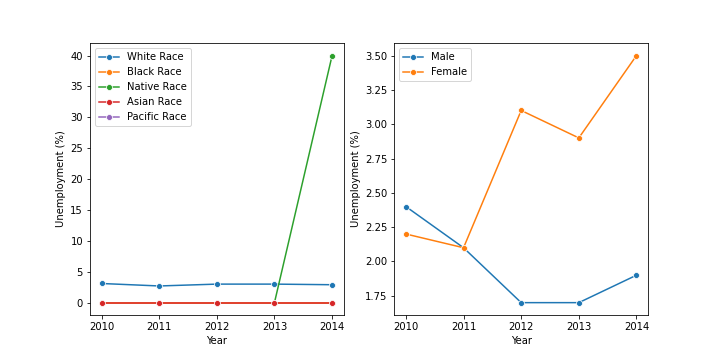 White Race
Black Race
Native Race
Asian Race
Pacific Race
40
35
30
25
20
15
10
5
0
Unemployment (%)
2010 2011 2012 2013 2014
Year
Male
Female
3.50
3.25
3.00
2.75
2.50
2.25
2.00
1.75
Unemployment (%)
2010 2011 2012 2013 2014
Year